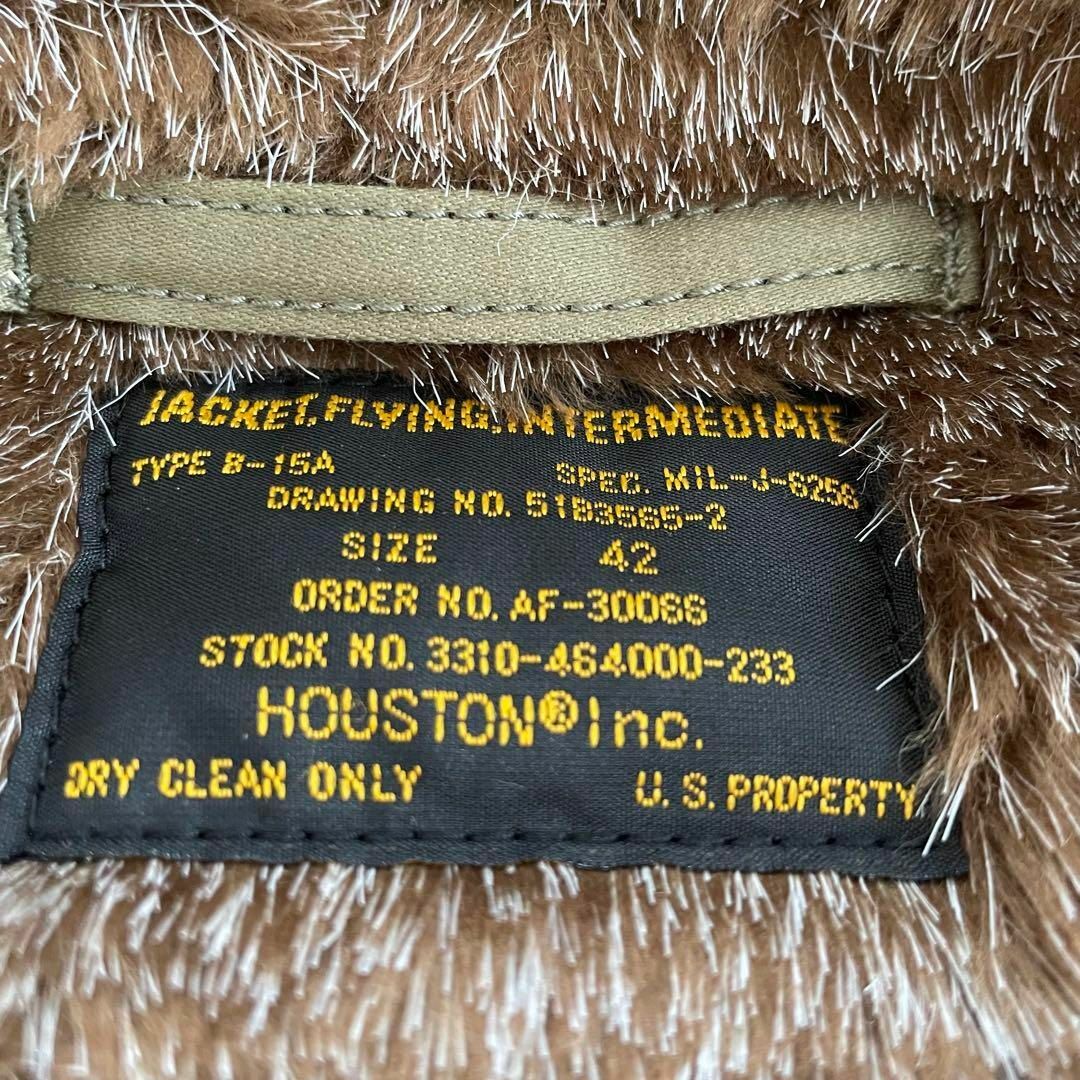 JACKET,FLYING,INTERMEDIATE
TYPE B-15A SPEC. MIL-J-6258
DRAWING NO. 51B3565-2
SIZE 42
ORDER NO. AF-30066
STOCK NO. 3310-464000-233
HOUSTON® Inc.
DRY CLEAN ONLY U.S. PROPERTY